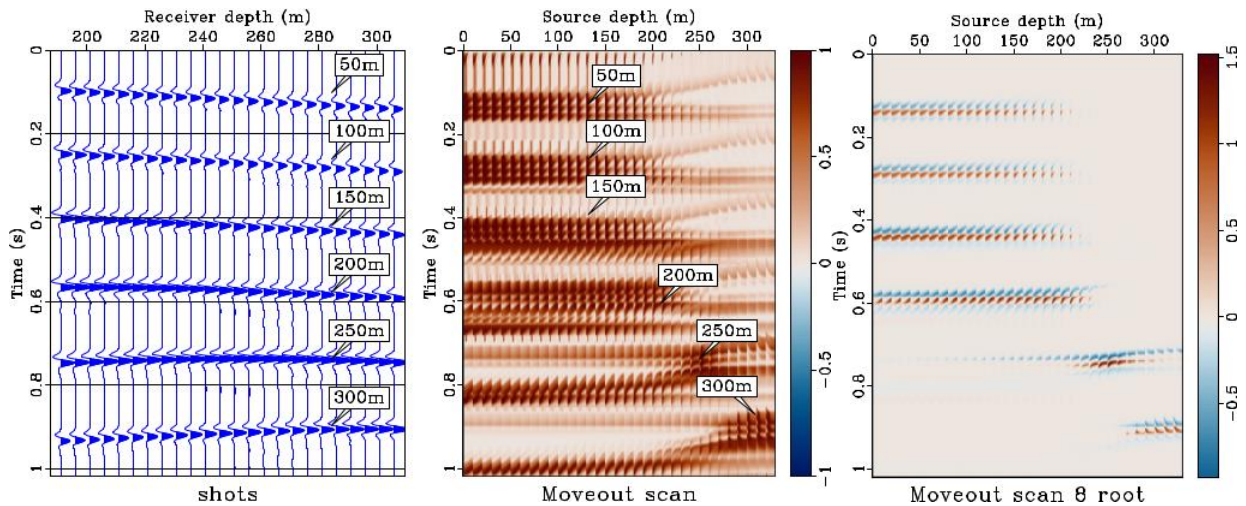 Receiver depth (m)
200 220 240 260 280 300
0
0.2
0.4
0.6
0.8
1
Time (s)
50m
100m
150m
200m
250m
300m
shots
Source depth (m)
0 50 100 150 200 250 300
0
0.2
0.4
0.6
0.8
1
Time (s)
50m
100m
150m
200m
250m
300m
1
0.5
0
−0.5
−1
Moveout scan
Source depth (m)
0 50 100 150 200 250 300
0
0.2
0.4
0.6
0.8
1
Time (s)
1.5
1
0.5
0
−0.5
Moveout scan 8 root